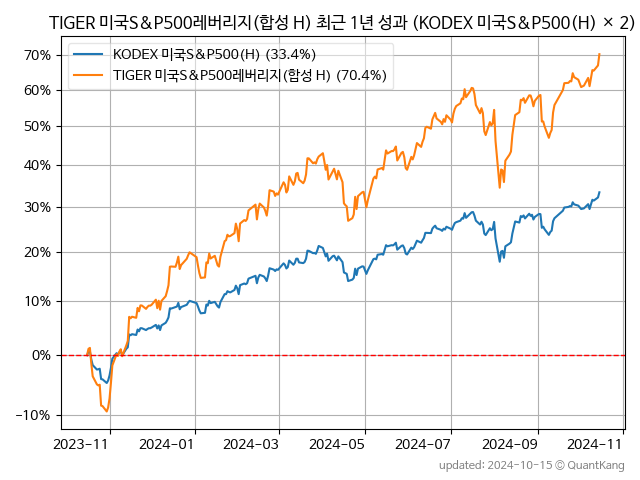 TIGER 미국S&P500레버리지(합성 H) 최근 1년 성과 (KODEX 미국S&P500(H) × 2)
KODEX 미국S&P500(H) (33.4%)
TIGER 미국S&P500레버리지(합성 H) (70.4%)
70%
60%
50%
40%
30%
20%
10%
0%
-10%
2023-11 2024-01 2024-03 2024-05 2024-07 2024-09 2024-11
updated: 2024-10-15 © QuantKang